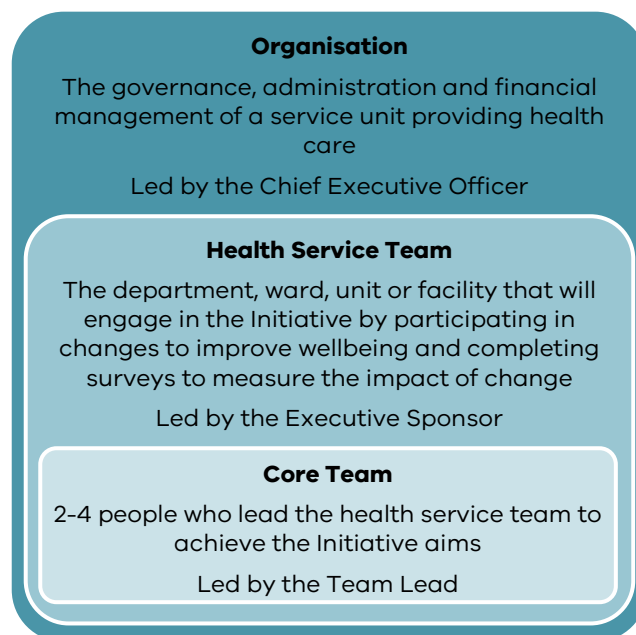 Organisation
The governance, administration and financial
management of a service unit providing health
care
Led by the Chief Executive Officer
Health Service Team
The department, ward, unit or facility that will
engage in the Initiative by participating in
changes to improve wellbeing and completing
surveys to measure the impact of change
Led by the Executive Sponsor
Core Team
2-4 people who lead the health service team to
achieve the Initiative aims
Led by the Team Lead